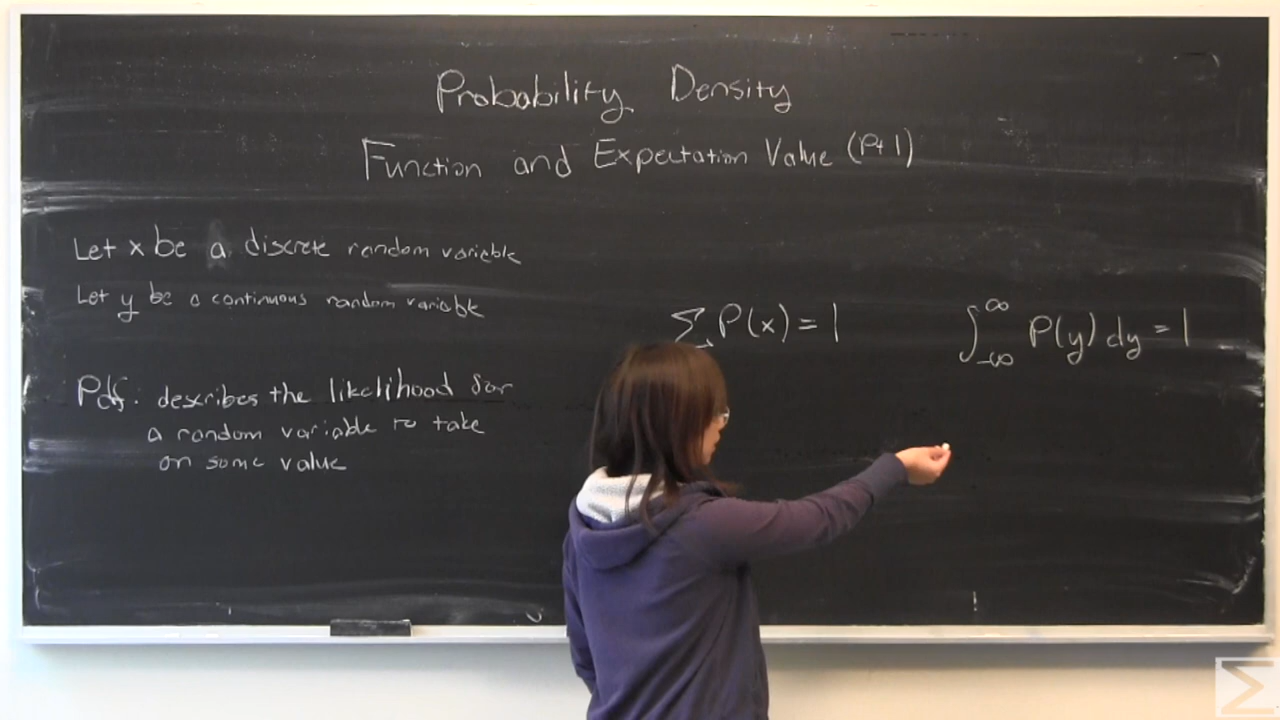 Probability Density
Function and Expectation Value (Pt 1)
Let x be a discrete random variable
Let y be a continuous random variable
Pdf: describes the likelihood for
a random variable to take
on some value
∑ P(x) = 1
∫_{-∞}^{∞} P(y) dy = 1